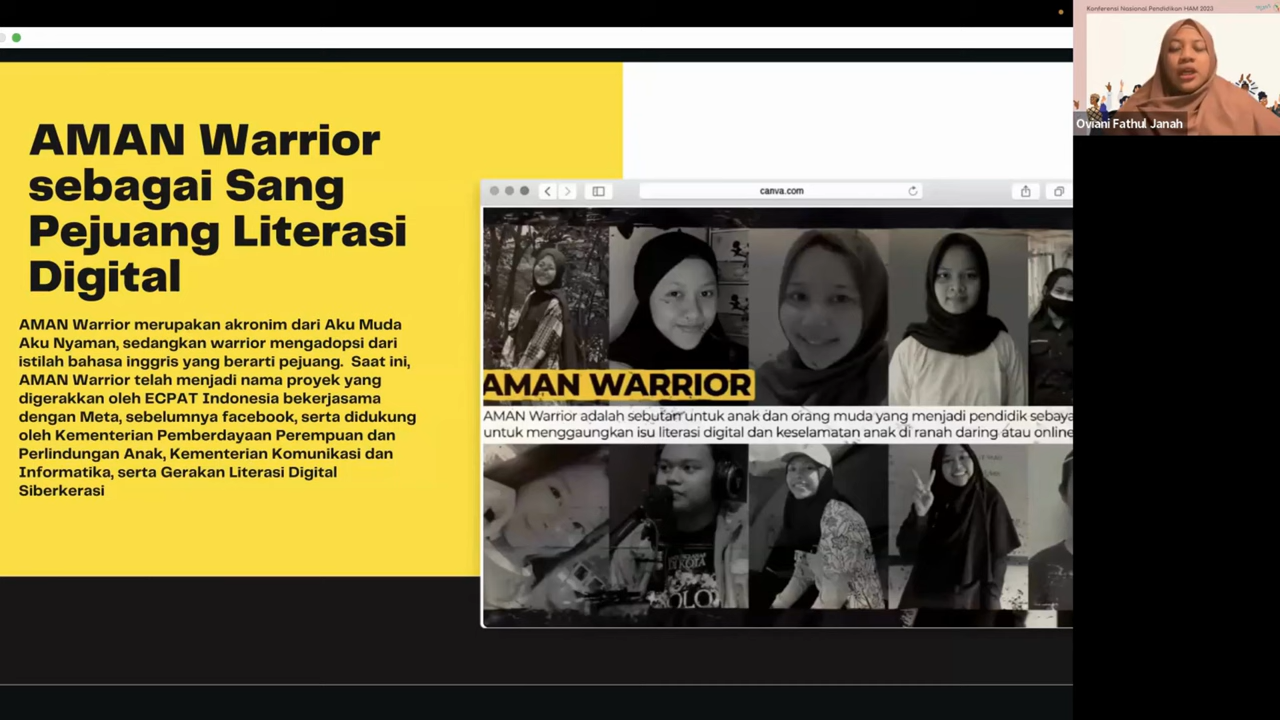 Konferensi Nasional Pendidikan HAM 2023
Oviani Fathul Janah
AMAN Warrior
sebagai Sang
Pejuang Literasi
Digital
AMAN Warrior merupakan akronim dari Aku Muda
Aku Nyaman, sedangkan warrior mengadopsi dari
istilah bahasa inggris yang berarti pejuang. Saat ini,
AMAN Warrior telah menjadi nama proyek yang
digerakkan oleh ECPAT Indonesia bekerjasama
dengan Meta, sebelumnya facebook, serta didukung
oleh Kementerian Pemberdayaan Perempuan dan
Perlindungan Anak, Kementerian Komunikasi dan
Informatika, serta Gerakan Literasi Digital
Siberkerasi
canva.com
AMAN WARRIOR
AMAN Warrior adalah sebutan untuk anak dan orang muda yang menjadi pendidik sebaya
untuk menggaungkan isu literasi digital dan keselamatan anak di ranah daring atau online
DI KOTA
SOLO